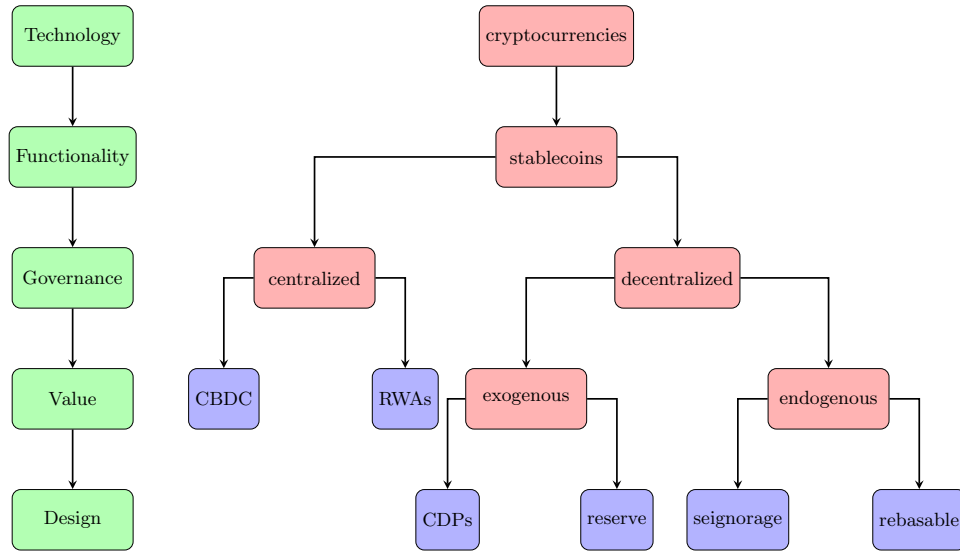 Technology
cryptocurrencies
Functionality
stablecoins
Governance
centralized
decentralized
Value
CBDC
RWAs
exogenous
endogenous
Design
CDPs
reserve
seignorage
rebasable